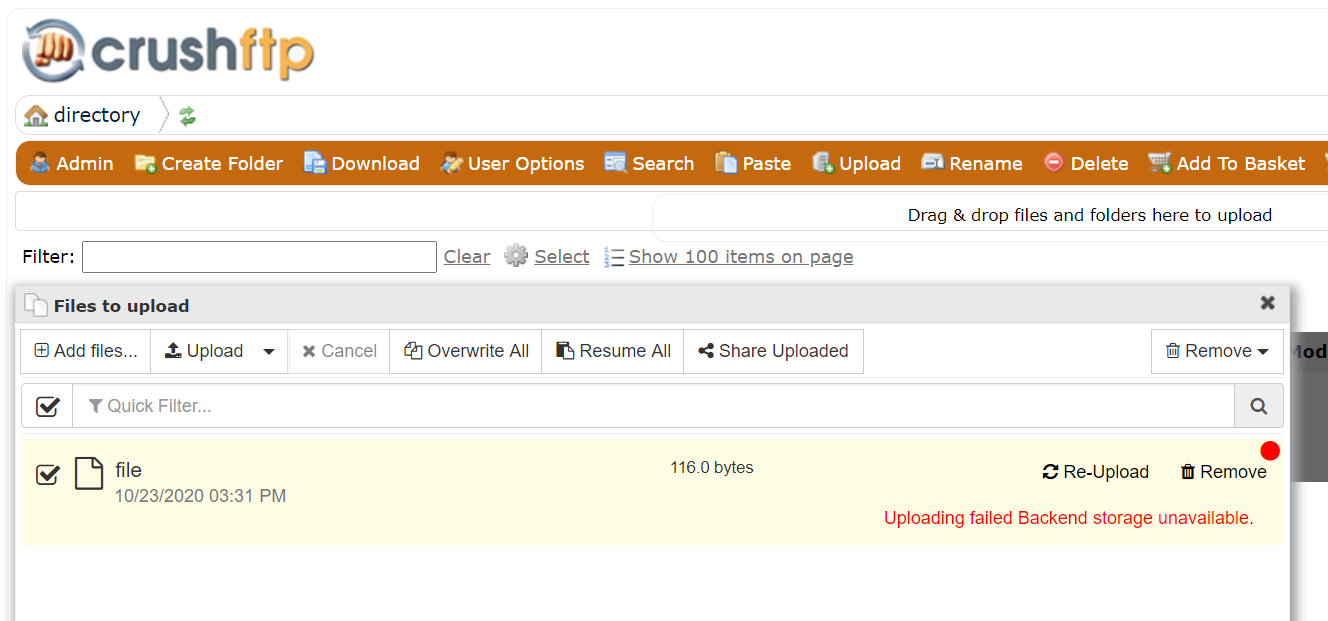 crushftp
directory
Admin Create Folder Download User Options Search Paste Upload Rename Delete Add To Basket
Drag & drop files and folders here to upload
Filter: Clear Select Show 100 items on page
Files to upload
Add files... Upload Cancel Overwrite All Resume All Share Uploaded Remove
Quick Filter...
file 116.0 bytes Re-Upload Remove
10/23/2020 03:31 PM
Uploading failed Backend storage unavailable.